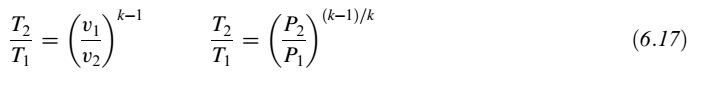 T₂/T₁ = (v₁/v₂)^(k−1)    T₂/T₁ = (P₂/P₁)^((k−1)/k)    (6.17)